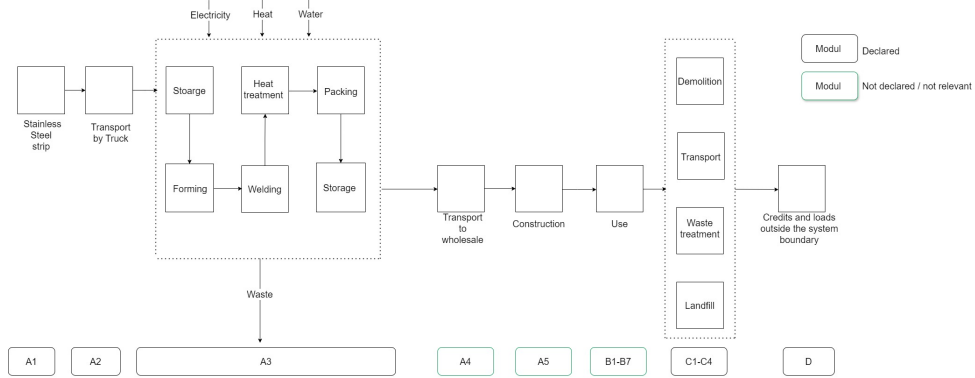 Electricity
Heat
Water
Modul
Declared
Modul
Not declared / not relevant
Stainless
Steel
strip
Transport
by Truck
Stoarge
Heat
treatment
Packing
Forming
Welding
Storage
Waste
Transport
to
wholesale
Construction
Use
Demolition
Transport
Waste
treatment
Landfill
Credits and loads
outside the system
boundary
A1
A2
A3
A4
A5
B1-B7
C1-C4
D